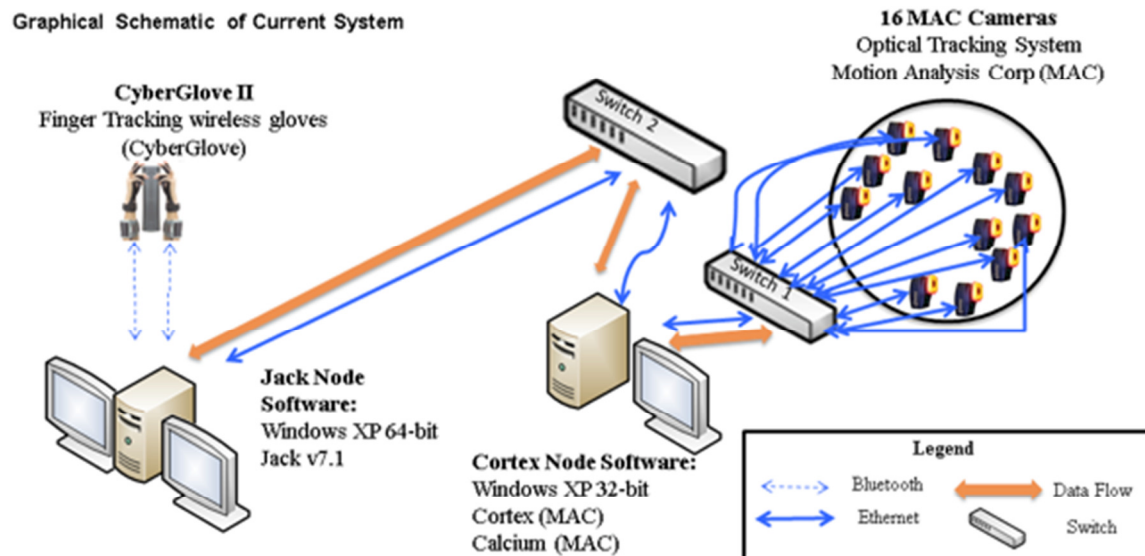 Graphical Schematic of Current System
16 MAC Cameras
Optical Tracking System
Motion Analysis Corp (MAC)
CyberGlove II
Finger Tracking wireless gloves
(CyberGlove)
Switch 2
Switch 1
Jack Node
Software:
Windows XP 64-bit
Jack v7.1
Cortex Node Software:
Windows XP 32-bit
Cortex (MAC)
Calcium (MAC)
Legend
Bluetooth
Data Flow
Ethernet
Switch